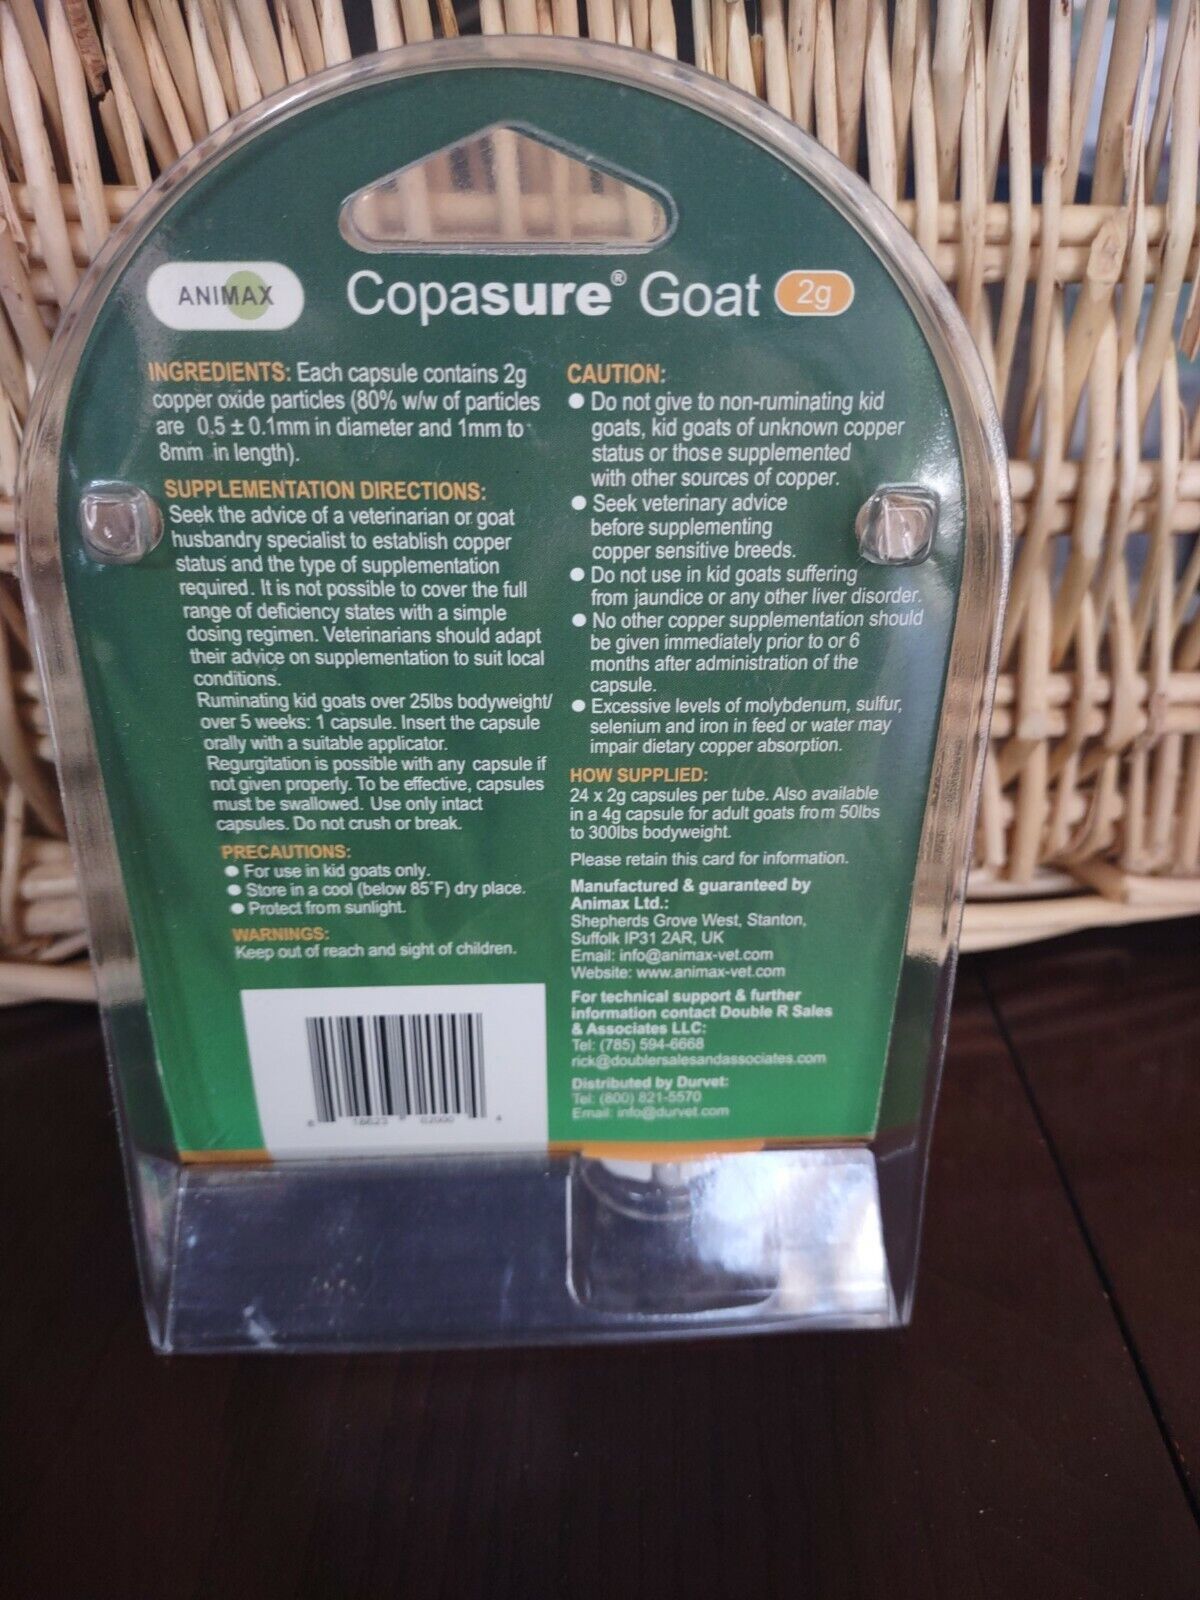 ANIMAX
Copasure® Goat 2g
INGREDIENTS: Each capsule contains 2g
copper oxide particles (80% w/w of particles
are 0.5 ± 0.1mm in diameter and 1mm to
8mm in length).
SUPPLEMENTATION DIRECTIONS:
Seek the advice of a veterinarian or goat
husbandry specialist to establish copper
status and the type of supplementation
required. It is not possible to cover the full
range of deficiency states with a simple
dosing regimen. Veterinarians should adapt
their advice on supplementation to suit local
conditions.
Ruminating kid goats over 25lbs bodyweight/
over 5 weeks: 1 capsule. Insert the capsule
orally with a suitable applicator.
Regurgitation is possible with any capsule if
not given properly. To be effective, capsules
must be swallowed. Use only intact
capsules. Do not crush or break.
PRECAUTIONS:
● For use in kid goats only.
● Store in a cool (below 85°F) dry place.
● Protect from sunlight.
WARNINGS:
Keep out of reach and sight of children.
CAUTION:
● Do not give to non-ruminating kid
goats, kid goats of unknown copper
status or those supplemented
with other sources of copper.
● Seek veterinary advice
before supplementing
copper sensitive breeds.
● Do not use in kid goats suffering
from jaundice or any other liver disorder.
● No other copper supplementation should
be given immediately prior to or 6
months after administration of the
capsule.
● Excessive levels of molybdenum, sulfur,
selenium and iron in feed or water may
impair dietary copper absorption.
HOW SUPPLIED:
24 x 2g capsules per tube. Also available
in a 4g capsule for adult goats from 50lbs
to 300lbs bodyweight.
Please retain this card for information.
Manufactured & guaranteed by
Animax Ltd.:
Shepherds Grove West, Stanton,
Suffolk IP31 2AR, UK
Email: info@animax-vet.com
Website: www.animax-vet.com
For technical support & further
information contact Double R Sales
& Associates LLC:
Tel: (785) 594-6668
rick@doublersalesandassociates.com
Distributed by Durvet:
Tel: (800) 821-5570
Email: info@durvet.com